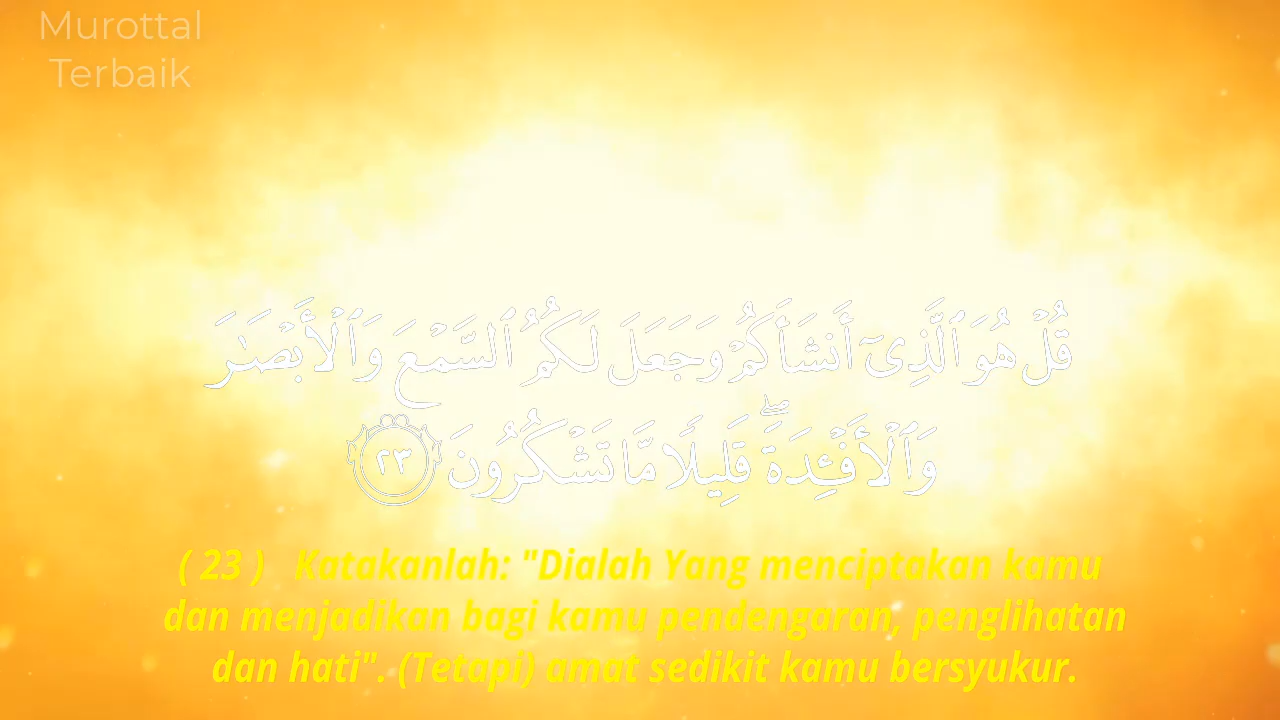 Murottal
Terbaik
قُلْ هُوَ ٱلَّذِىٓ أَنشَأَكُمْ وَجَعَلَ لَكُمُ ٱلسَّمْعَ وَٱلْأَبْصَٰرَ
وَٱلْأَفْـِٔدَةَ ۖ قَلِيلًا مَّا تَشْكُرُونَ ٢٣
( 23 ) Katakanlah: "Dialah Yang menciptakan kamu
dan menjadikan bagi kamu pendengaran, penglihatan
dan hati". (Tetapi) amat sedikit kamu bersyukur.